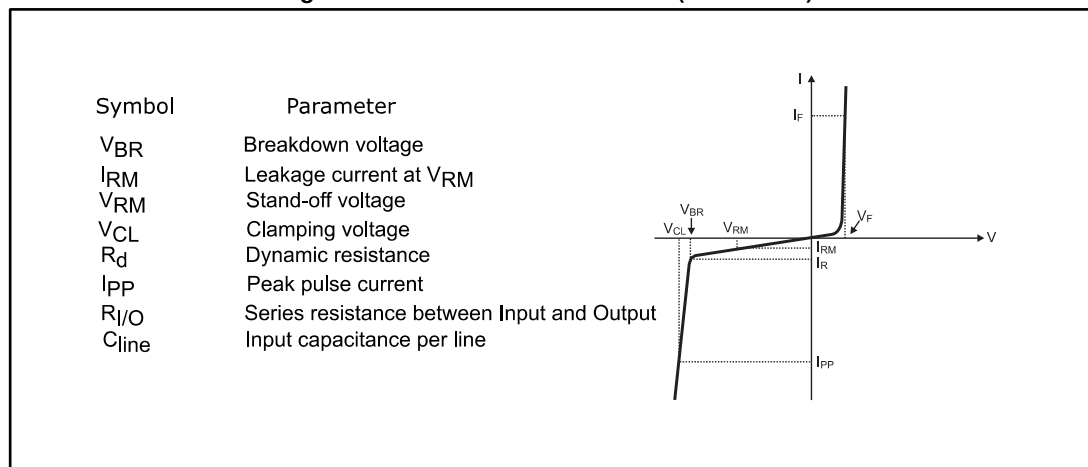 Symbol Parameter
VBR Breakdown voltage
IRM Leakage current at VRM
VRM Stand-off voltage
VCL Clamping voltage
Rd Dynamic resistance
IPP Peak pulse current
RI/O Series resistance between Input and Output
Cline Input capacitance per line
I
IF
VBR
VCL
VRM
VF
V
IRM
IR
IPP